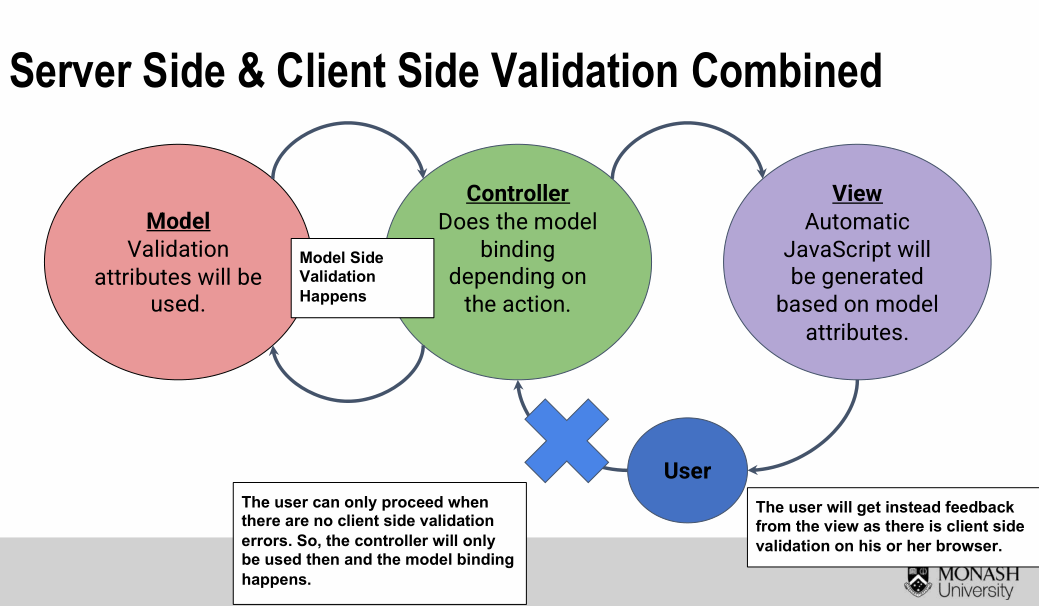 Server Side & Client Side Validation Combined
Model
Validation
attributes will be
used.
Model Side
Validation
Happens
Controller
Does the model
binding
depending on
the action.
View
Automatic
JavaScript will
be generated
based on model
attributes.
User
The user can only proceed when
there are no client side validation
errors. So, the controller will only
be used then and the model binding
happens.
The user will get instead feedback
from the view as there is client side
validation on his or her browser.
MONASH
University